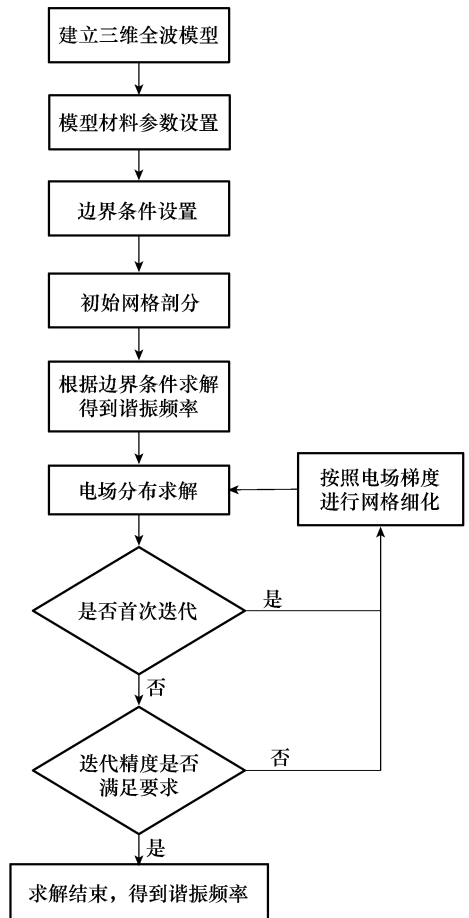 建立三维全波模型
模型材料参数设置
边界条件设置
初始网格剖分
根据边界条件求解
得到谐振频率
电场分布求解
按照电场梯度
进行网格细化
是否首次迭代
是
否
迭代精度是否
满足要求
否
是
求解结束，得到谐振频率